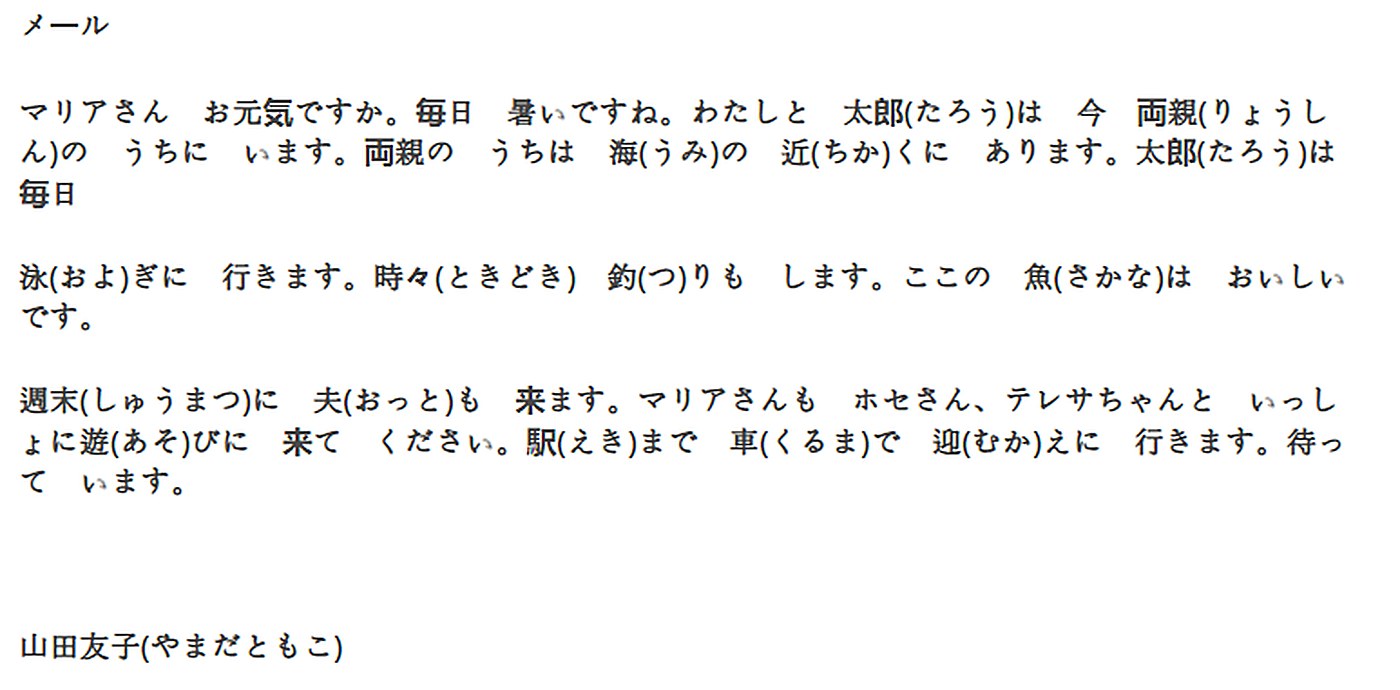 メール
マリアさん　お元気ですか。毎日　暑いですね。わたしと　太郎(たろう)は　今　両親(りょうし
ん)の　うちに　います。両親の　うちは　海(うみ)の　近(ちか)くに　あります。太郎(たろう)は
毎日
泳(およ)ぎに　行きます。時々(ときどき)　釣(つ)りも　します。ここの　魚(さかな)は　おいしい
です。
週末(しゅうまつ)に　夫(おっと)も　来ます。マリアさんも　ホセさん、テレサちゃんと　いっし
ょに遊(あそ)びに　来て　ください。駅(えき)まで　車(くるま)で　迎(むか)えに　行きます。待っ
て　います。
山田友子(やまだともこ)